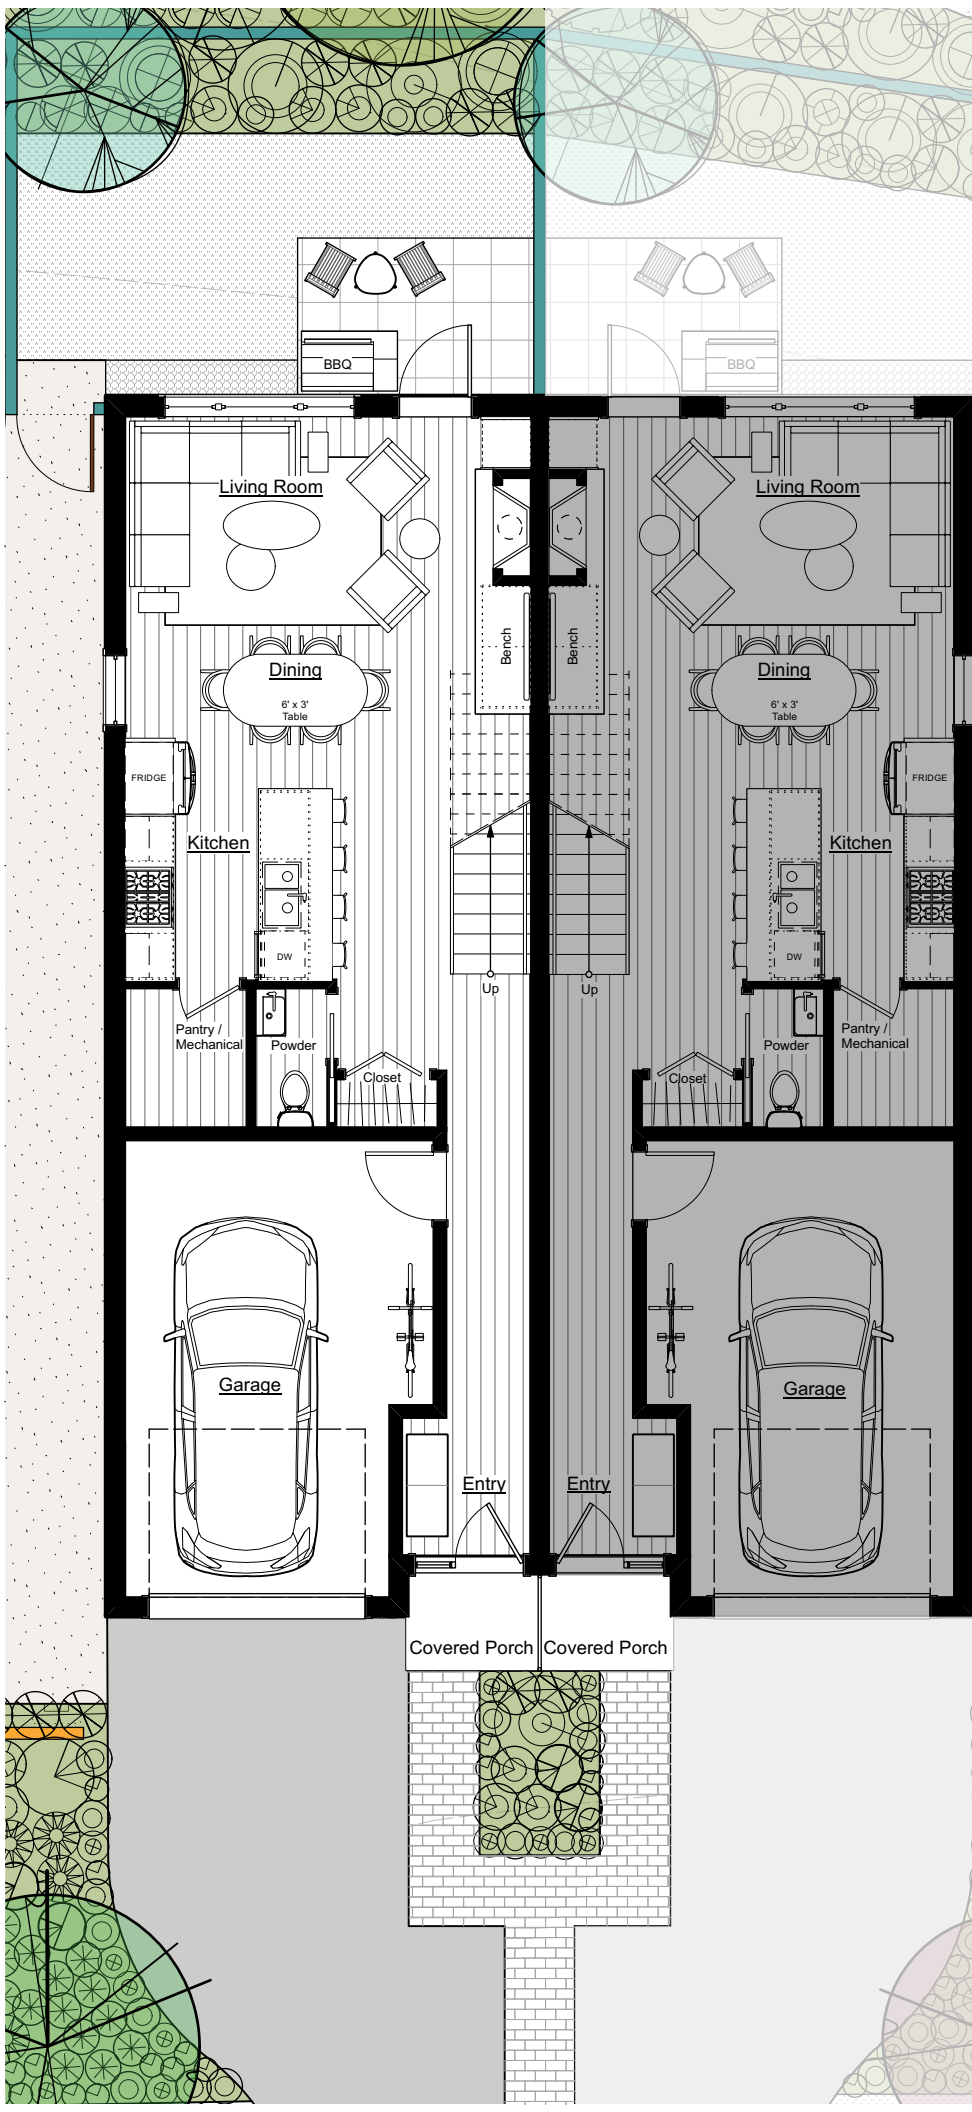 BBQ
BBQ
Living Room
Living Room
Bench
Bench
Dining
Dining
6' x 3'
Table
6' x 3'
Table
FRIDGE
FRIDGE
Kitchen
Kitchen
DW
DW
Up
Up
Pantry /
Mechanical
Powder
Closet
Closet
Powder
Pantry /
Mechanical
Garage
Garage
Entry
Entry
Covered Porch
Covered Porch